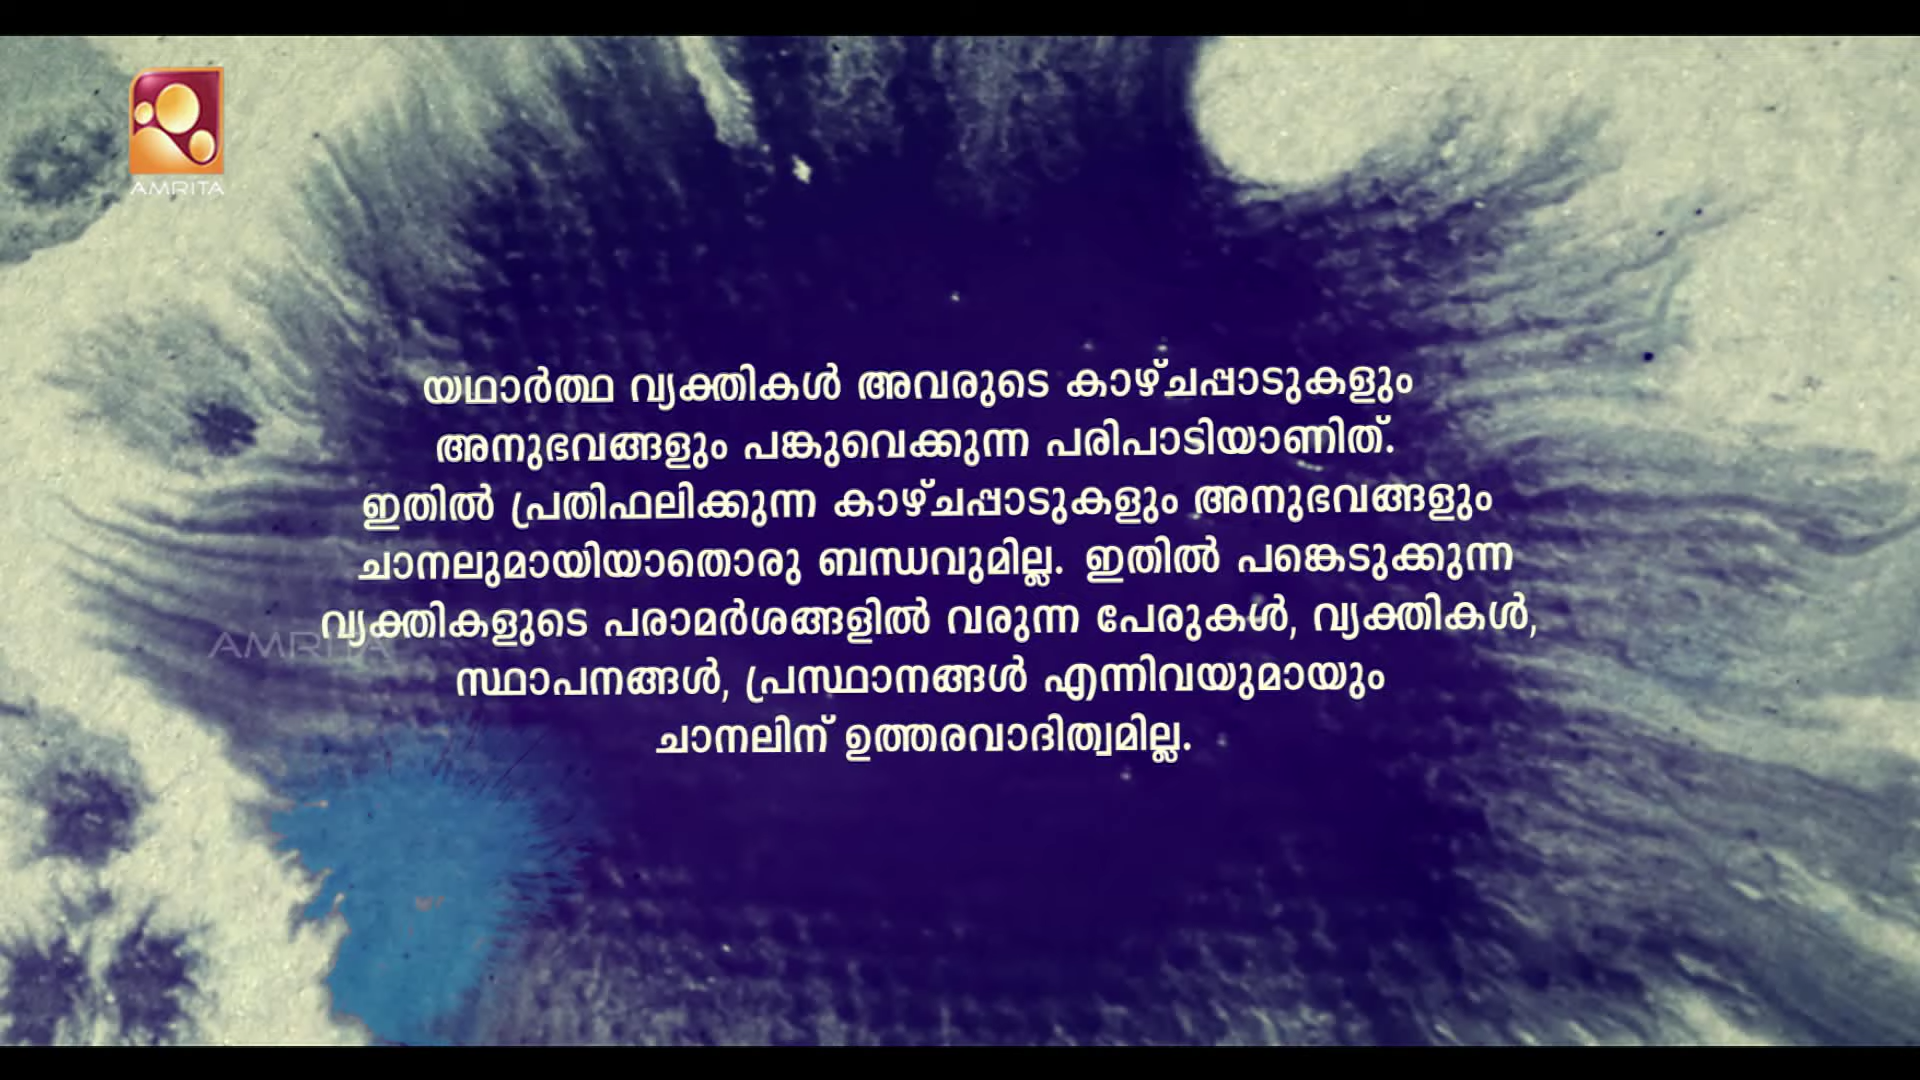 AMRITA
യഥാർത്ഥ വ്യക്തികൾ അവരുടെ കാഴ്ചപ്പാടുകളും
അനുഭവങ്ങളും പങ്കുവെക്കുന്ന പരിപാടിയാണിത്.
ഇതിൽ പ്രതിഫലിക്കുന്ന കാഴ്ചപ്പാടുകളും അനുഭവങ്ങളും
ചാനലുമായിയാതൊരു ബന്ധവുമില്ല. ഇതിൽ പങ്കെടുക്കുന്ന
വ്യക്തികളുടെ പരാമർശങ്ങളിൽ വരുന്ന പേരുകൾ, വ്യക്തികൾ,
AMRITA
സ്ഥാപനങ്ങൾ, പ്രസ്ഥാനങ്ങൾ എന്നിവയുമായും
ചാനലിന് ഉത്തരവാദിത്വമില്ല.